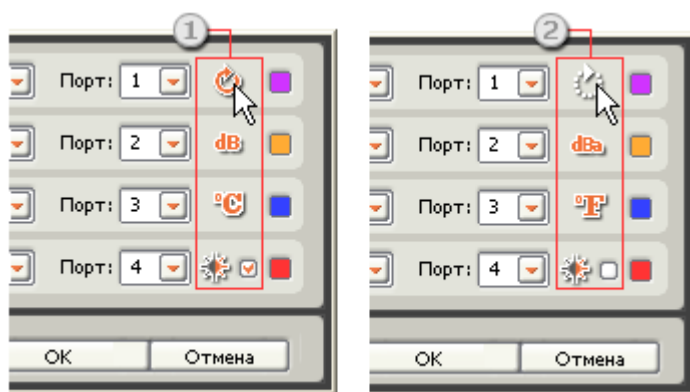 1
Порт: 1
Порт: 2 dB
Порт: 3 °C
Порт: 4
OK Отмена
2
Порт: 1
Порт: 2 dBa
Порт: 3 °F
Порт: 4
OK Отмена